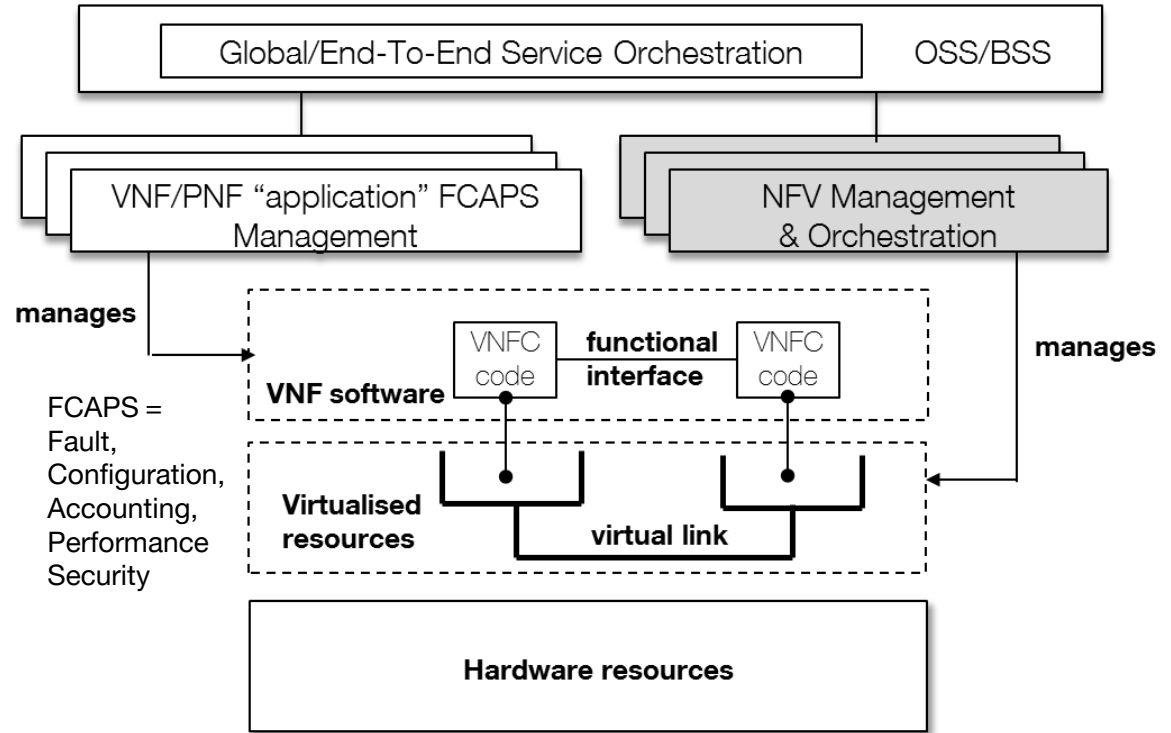 Global/End-To-End Service Orchestration
OSS/BSS
VNF/PNF “application” FCAPS
Management
NFV Management
& Orchestration
manages
manages
VNFC
code
functional
interface
VNFC
code
VNF software
FCAPS =
Fault,
Configuration,
Accounting,
Performance
Security
Virtualised
resources
virtual link
Hardware resources